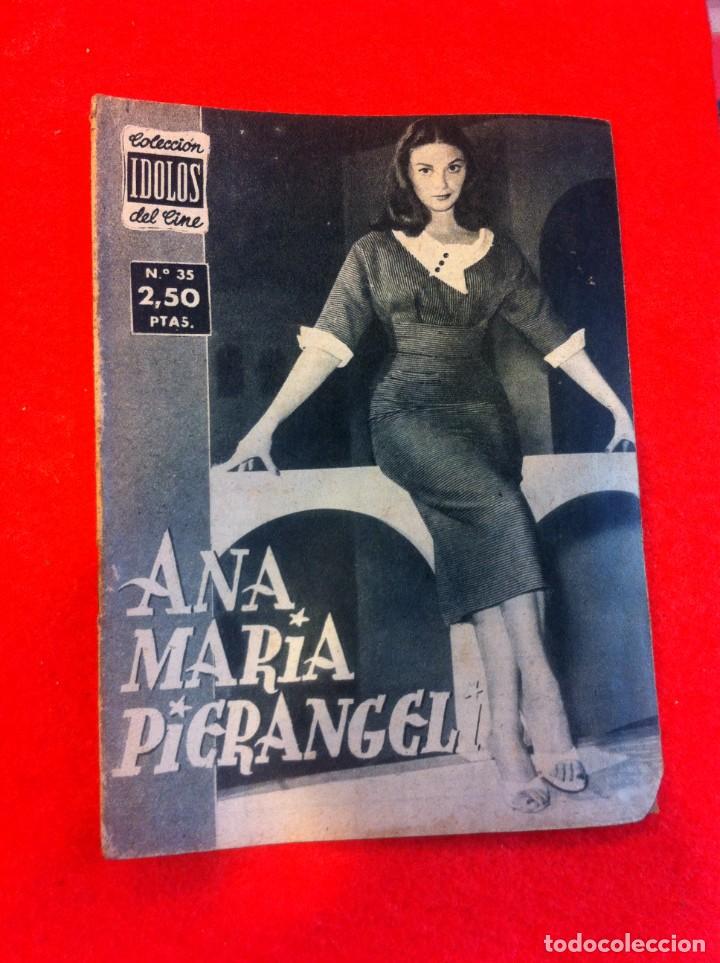 Colección
IDOLOS
del Cine
N.º 35
2,50
PTAS.
ANA
MARIA
PIERANGELI
todocoleccion